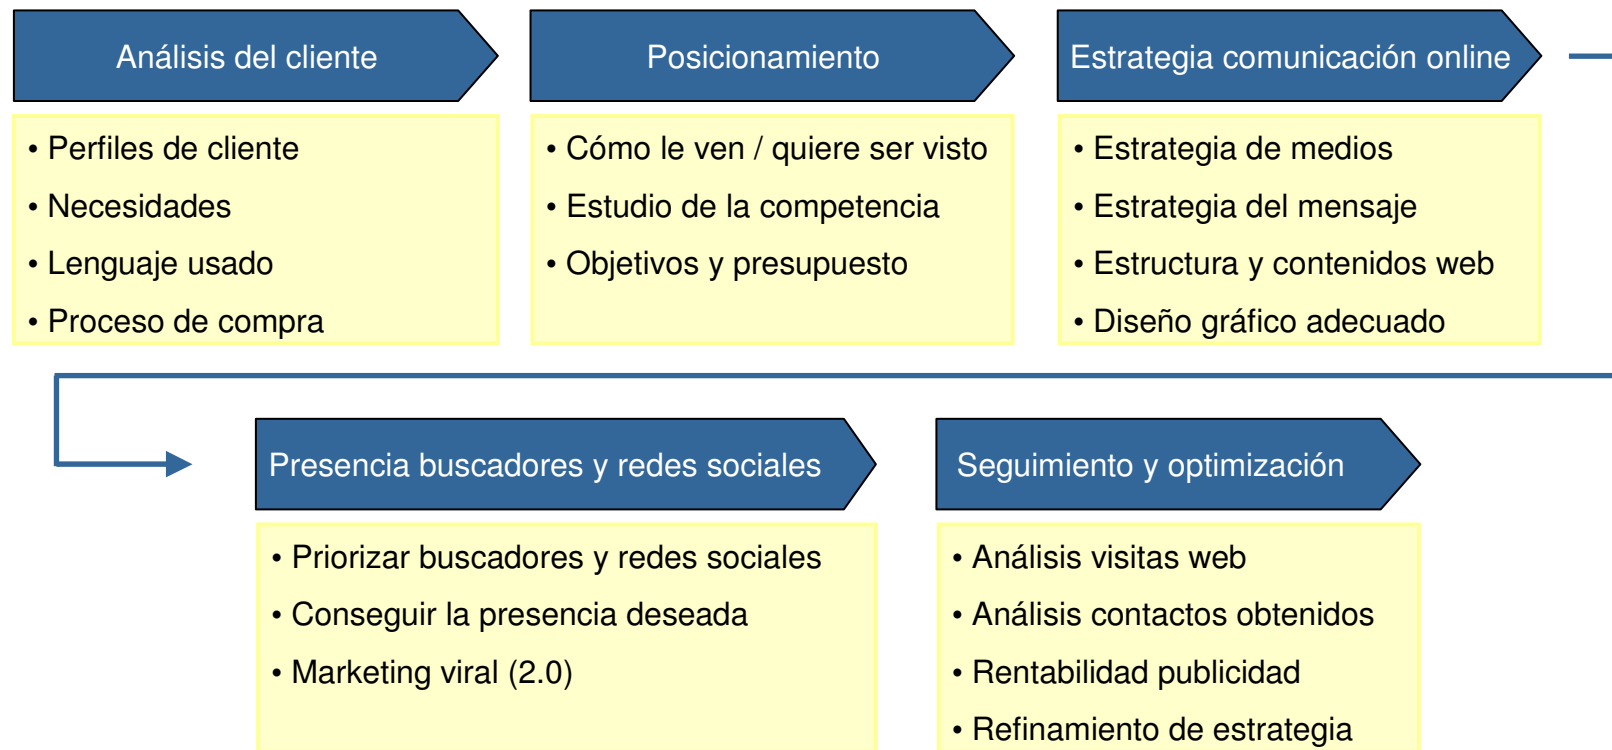 Análisis del cliente
• Perfiles de cliente
• Necesidades
• Lenguaje usado
• Proceso de compra
Posicionamiento
• Cómo le ven / quiere ser visto
• Estudio de la competencia
• Objetivos y presupuesto
Estrategia comunicación online
• Estrategia de medios
• Estrategia del mensaje
• Estructura y contenidos web
• Diseño gráfico adecuado
Presencia buscadores y redes sociales
• Priorizar buscadores y redes sociales
• Conseguir la presencia deseada
• Marketing viral (2.0)
Seguimiento y optimización
• Análisis visitas web
• Análisis contactos obtenidos
• Rentabilidad publicidad
• Refinamiento de estrategia